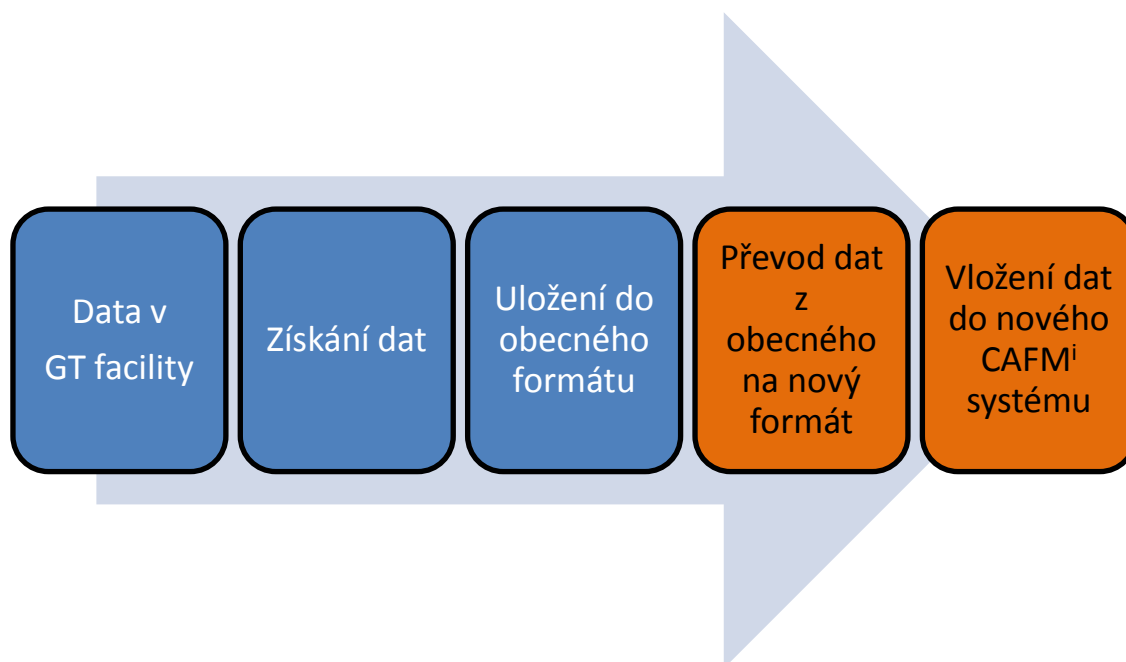 Data v
GT facility
Získání dat
Uložení do
obecného
formátu
Převod dat
z
obecného
na nový
formát
Vložení dat
do nového
CAFMⁱ
systému